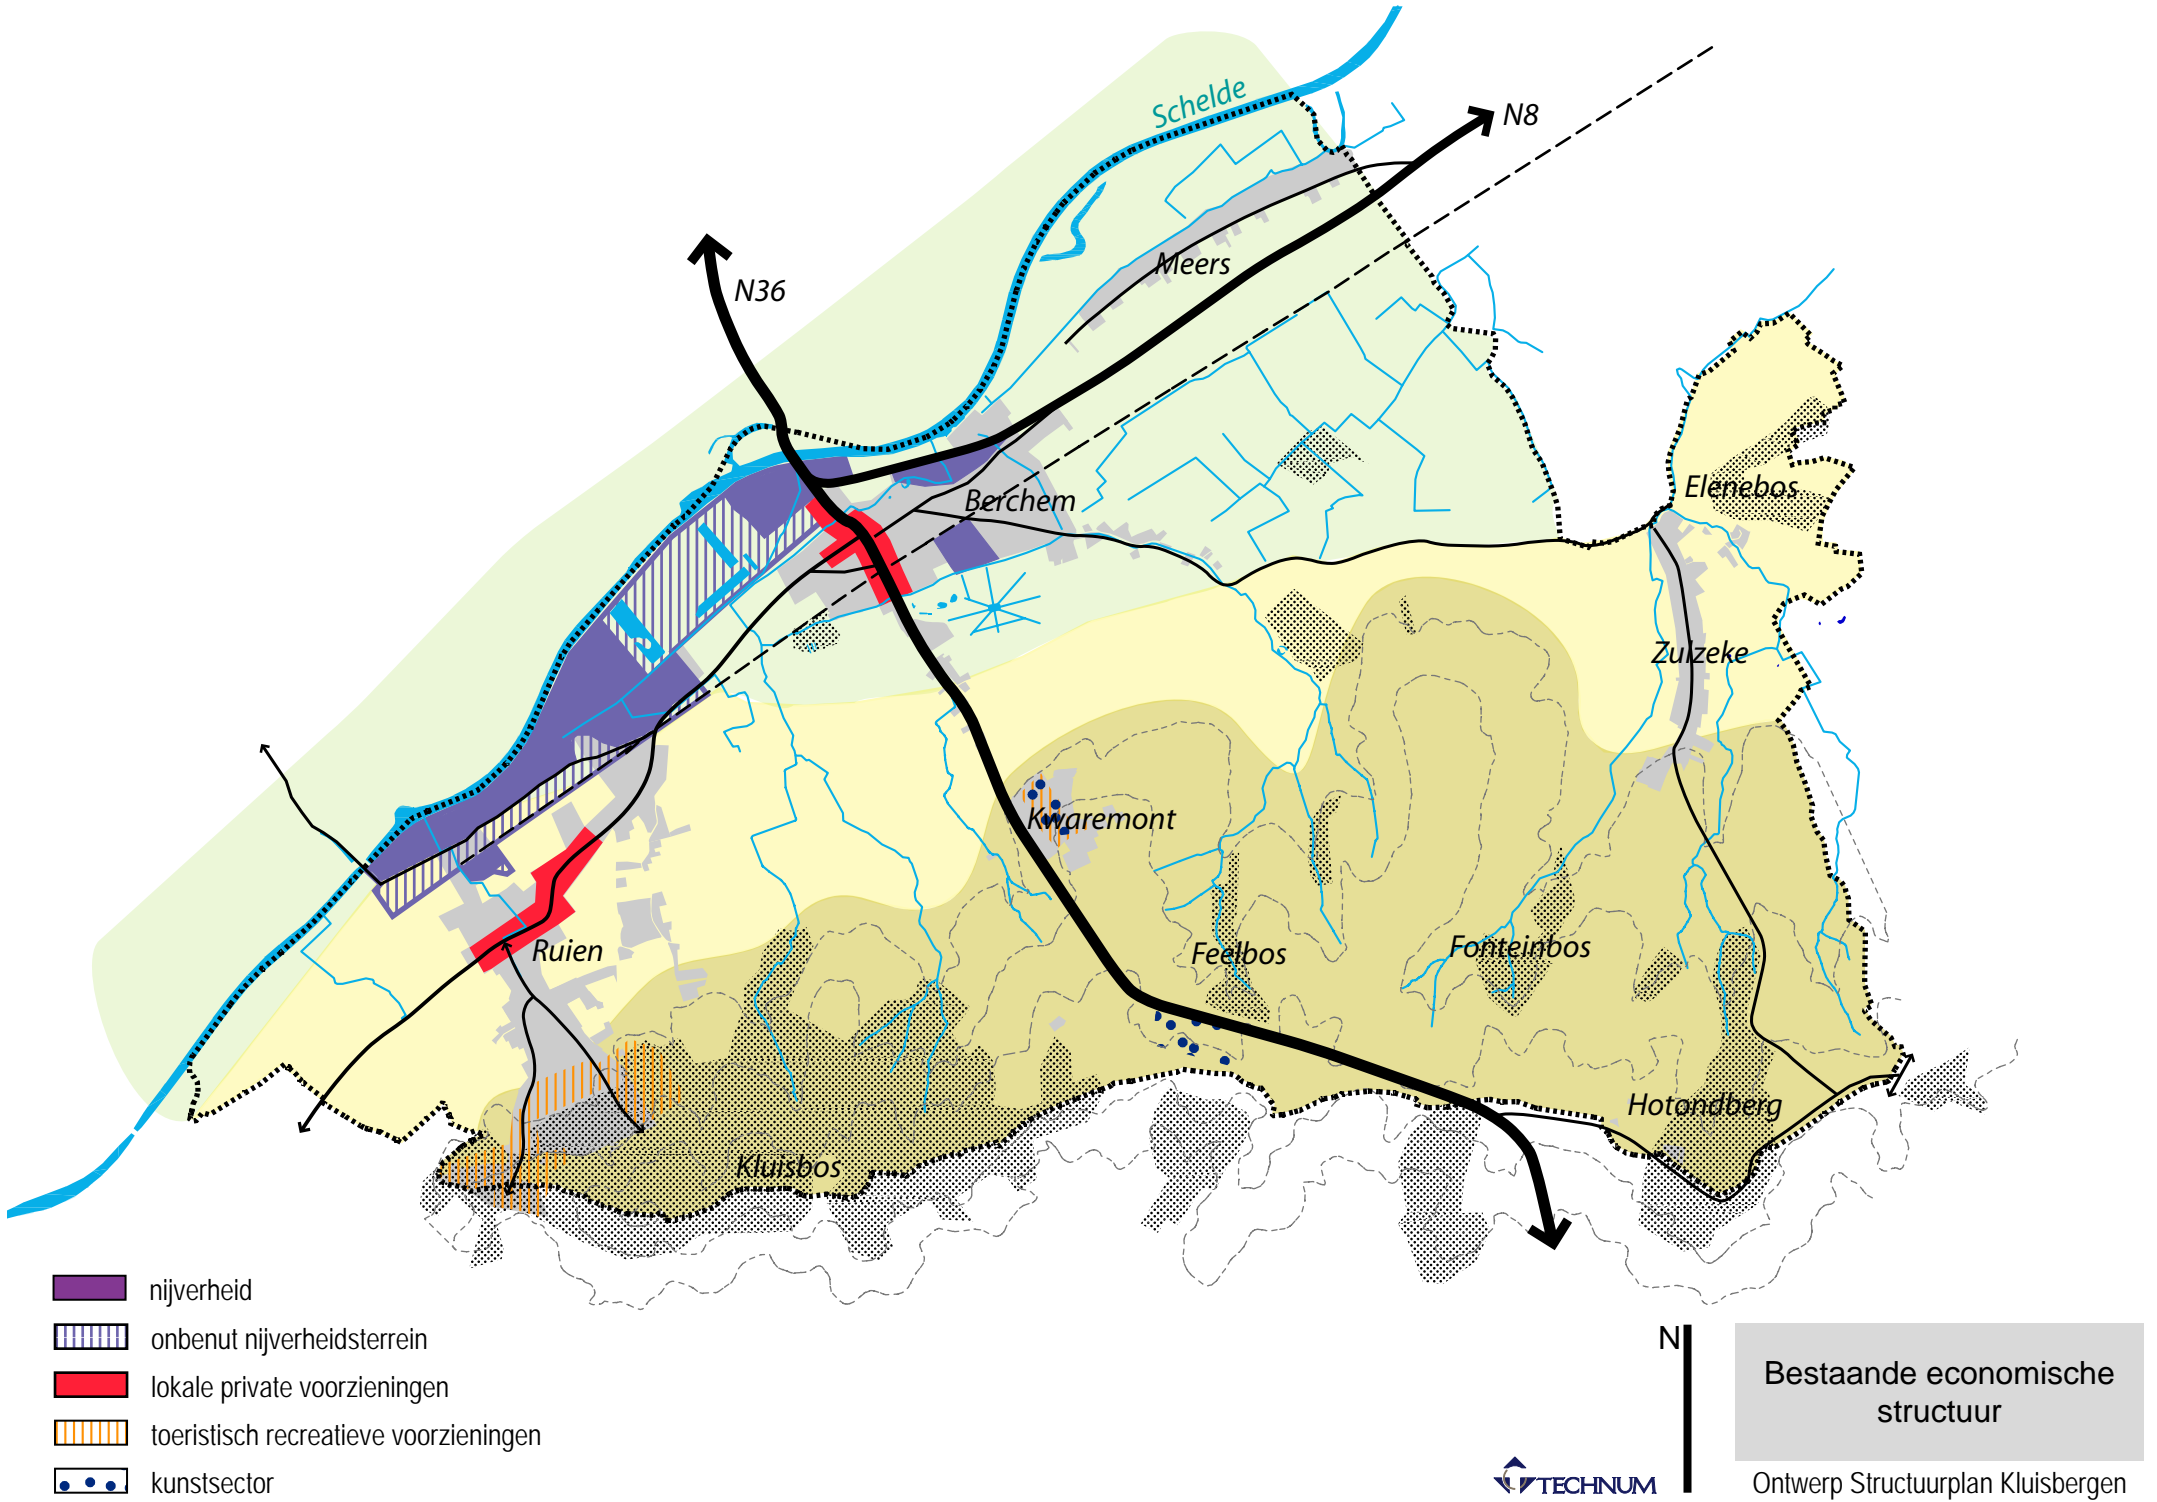 Schelde
N8
N36
Meers
Berchem
Elenebos
Zulzeke
Kwaremont
Ruien
Feelbos
Fonteinbos
Hotondberg
Kluisbos
nijverheid
onbenut nijverheidsterrein
lokale private voorzieningen
toeristisch recreatieve voorzieningen
kunstsector
N
TECHNUM
Bestaande economische
structuur
Ontwerp Structuurplan Kluisbergen